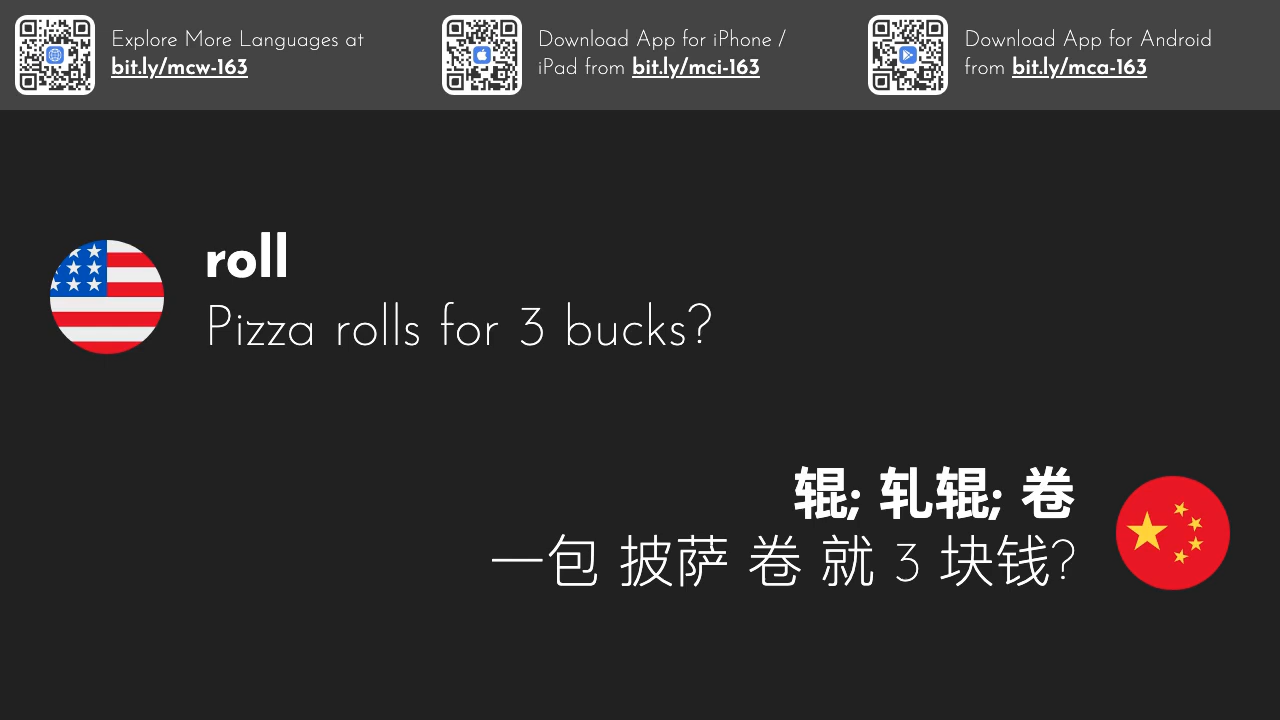 Explore More Languages at
bit.ly/mcw-163
Download App for iPhone /
iPad from bit.ly/mci-163
Download App for Android
from bit.ly/mca-163
roll
Pizza rolls for 3 bucks?
辊; 轧辊; 卷
一包 披萨 卷 就 3 块钱?